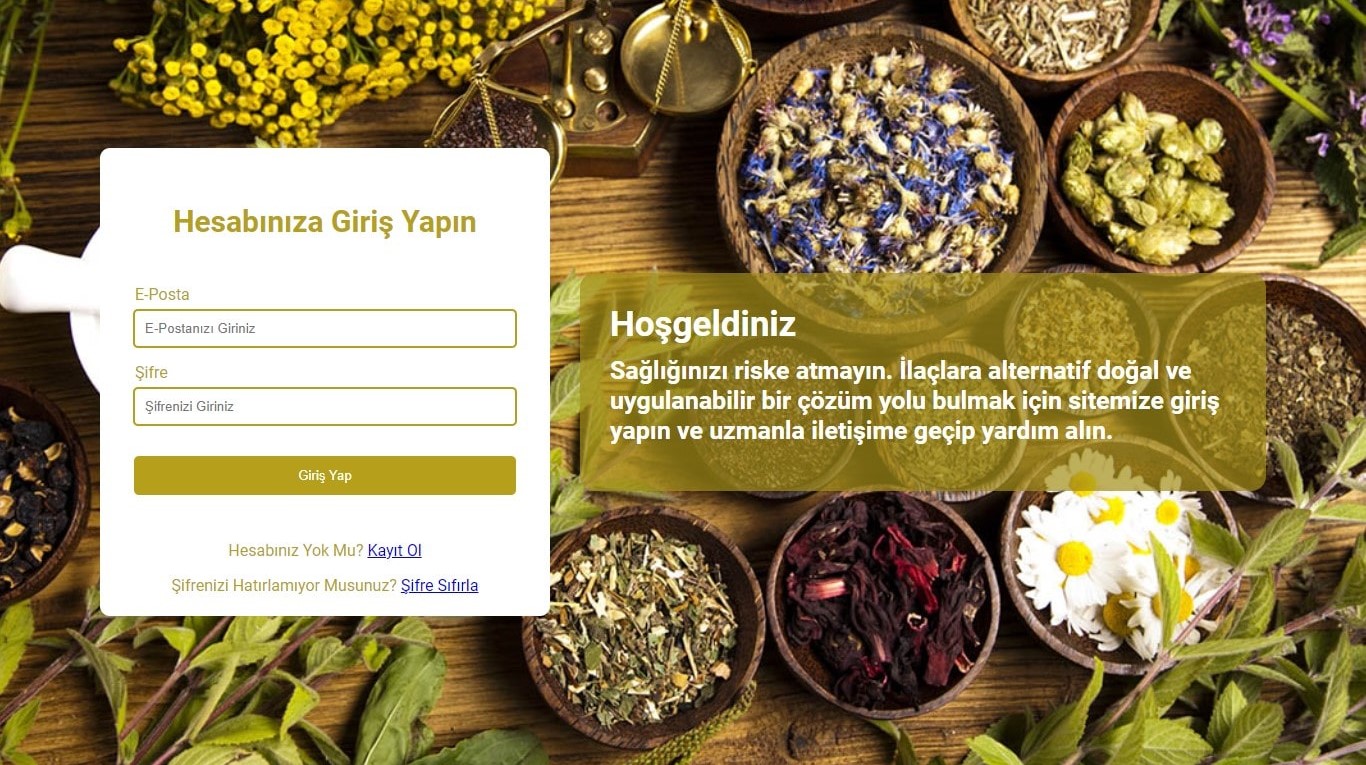 Hesabınıza Giriş Yapın
E-Posta
E-Postanızı Giriniz
Şifre
Şifrenizi Giriniz
Giriş Yap
Hesabınız Yok Mu? Kayıt Ol
Şifrenizi Hatırlamıyor Musunuz? Şifre Sıfırla
Hoşgeldiniz
Sağlığınızı riske atmayın. İlaçlara alternatif doğal ve
uygulanabilir bir çözüm yolu bulmak için sitemize giriş
yapın ve uzmanla iletişime geçip yardım alın.